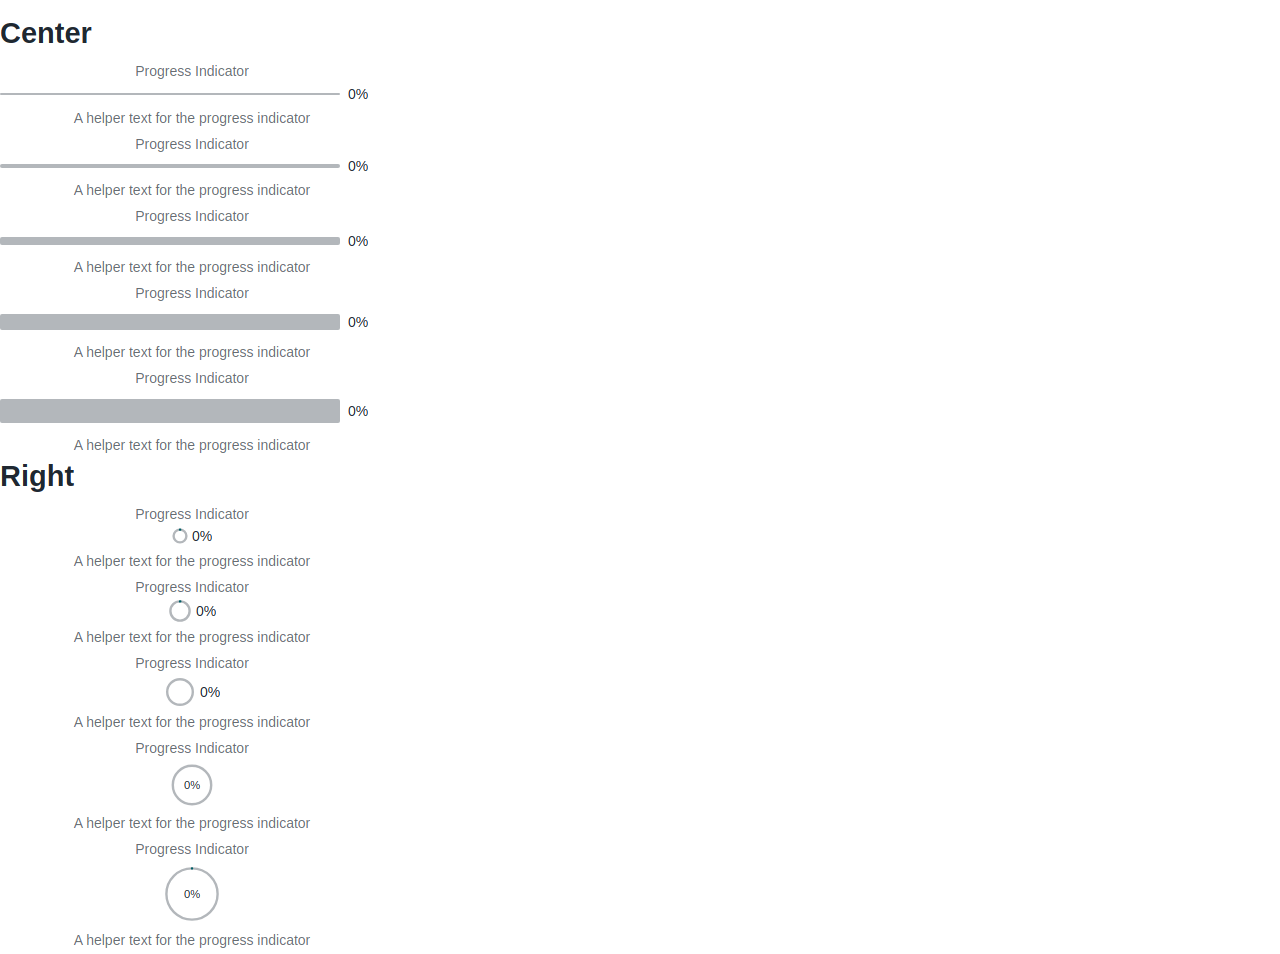 Center
Progress Indicator
0%
A helper text for the progress indicator
Progress Indicator
0%
A helper text for the progress indicator
Progress Indicator
0%
A helper text for the progress indicator
Progress Indicator
0%
A helper text for the progress indicator
Progress Indicator
0%
A helper text for the progress indicator
Right
Progress Indicator
0%
A helper text for the progress indicator
Progress Indicator
0%
A helper text for the progress indicator
Progress Indicator
0%
A helper text for the progress indicator
Progress Indicator
0%
A helper text for the progress indicator
Progress Indicator
0%
A helper text for the progress indicator